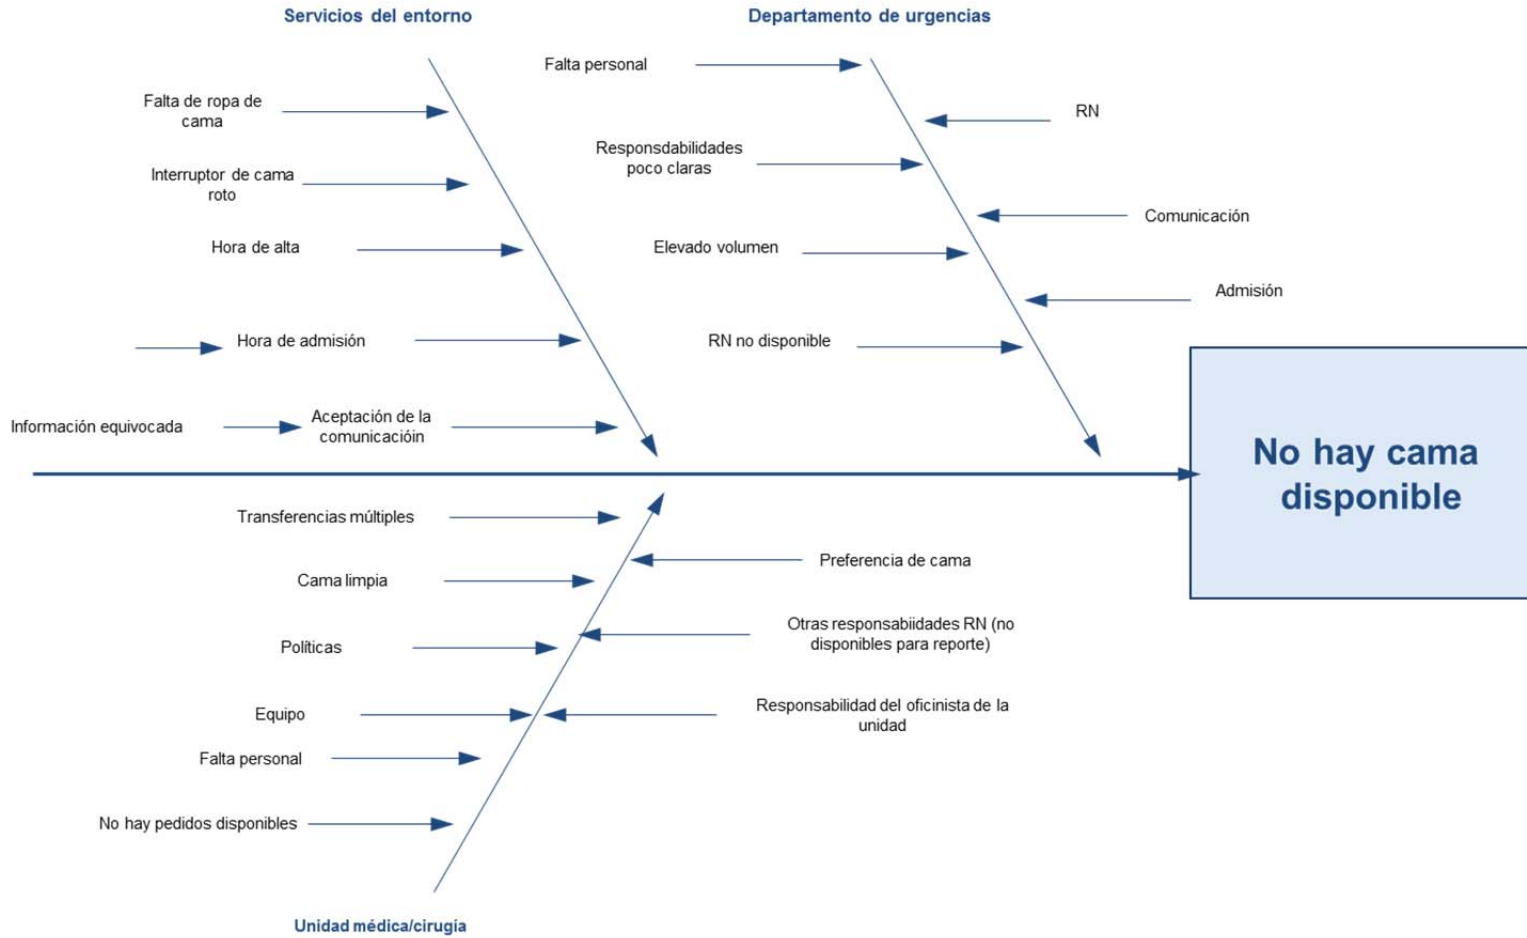 Servicios del entorno
Departamento de urgencias
Falta personal
Falta de ropa de
cama
RN
Responsdabilidades
poco claras
Interruptor de cama
roto
Comunicación
Hora de alta
Elevado volumen
Admisión
Hora de admisión
RN no disponible
Información equivocada
Aceptación de la
comunicacióin
No hay cama
disponible
Transferencias múltiples
Preferencia de cama
Cama limpia
Otras responsabiidades RN (no
disponibles para reporte)
Políticas
Equipo
Responsabilidad del oficinista de la
unidad
Falta personal
No hay pedidos disponibles
Unidad médica/cirugía